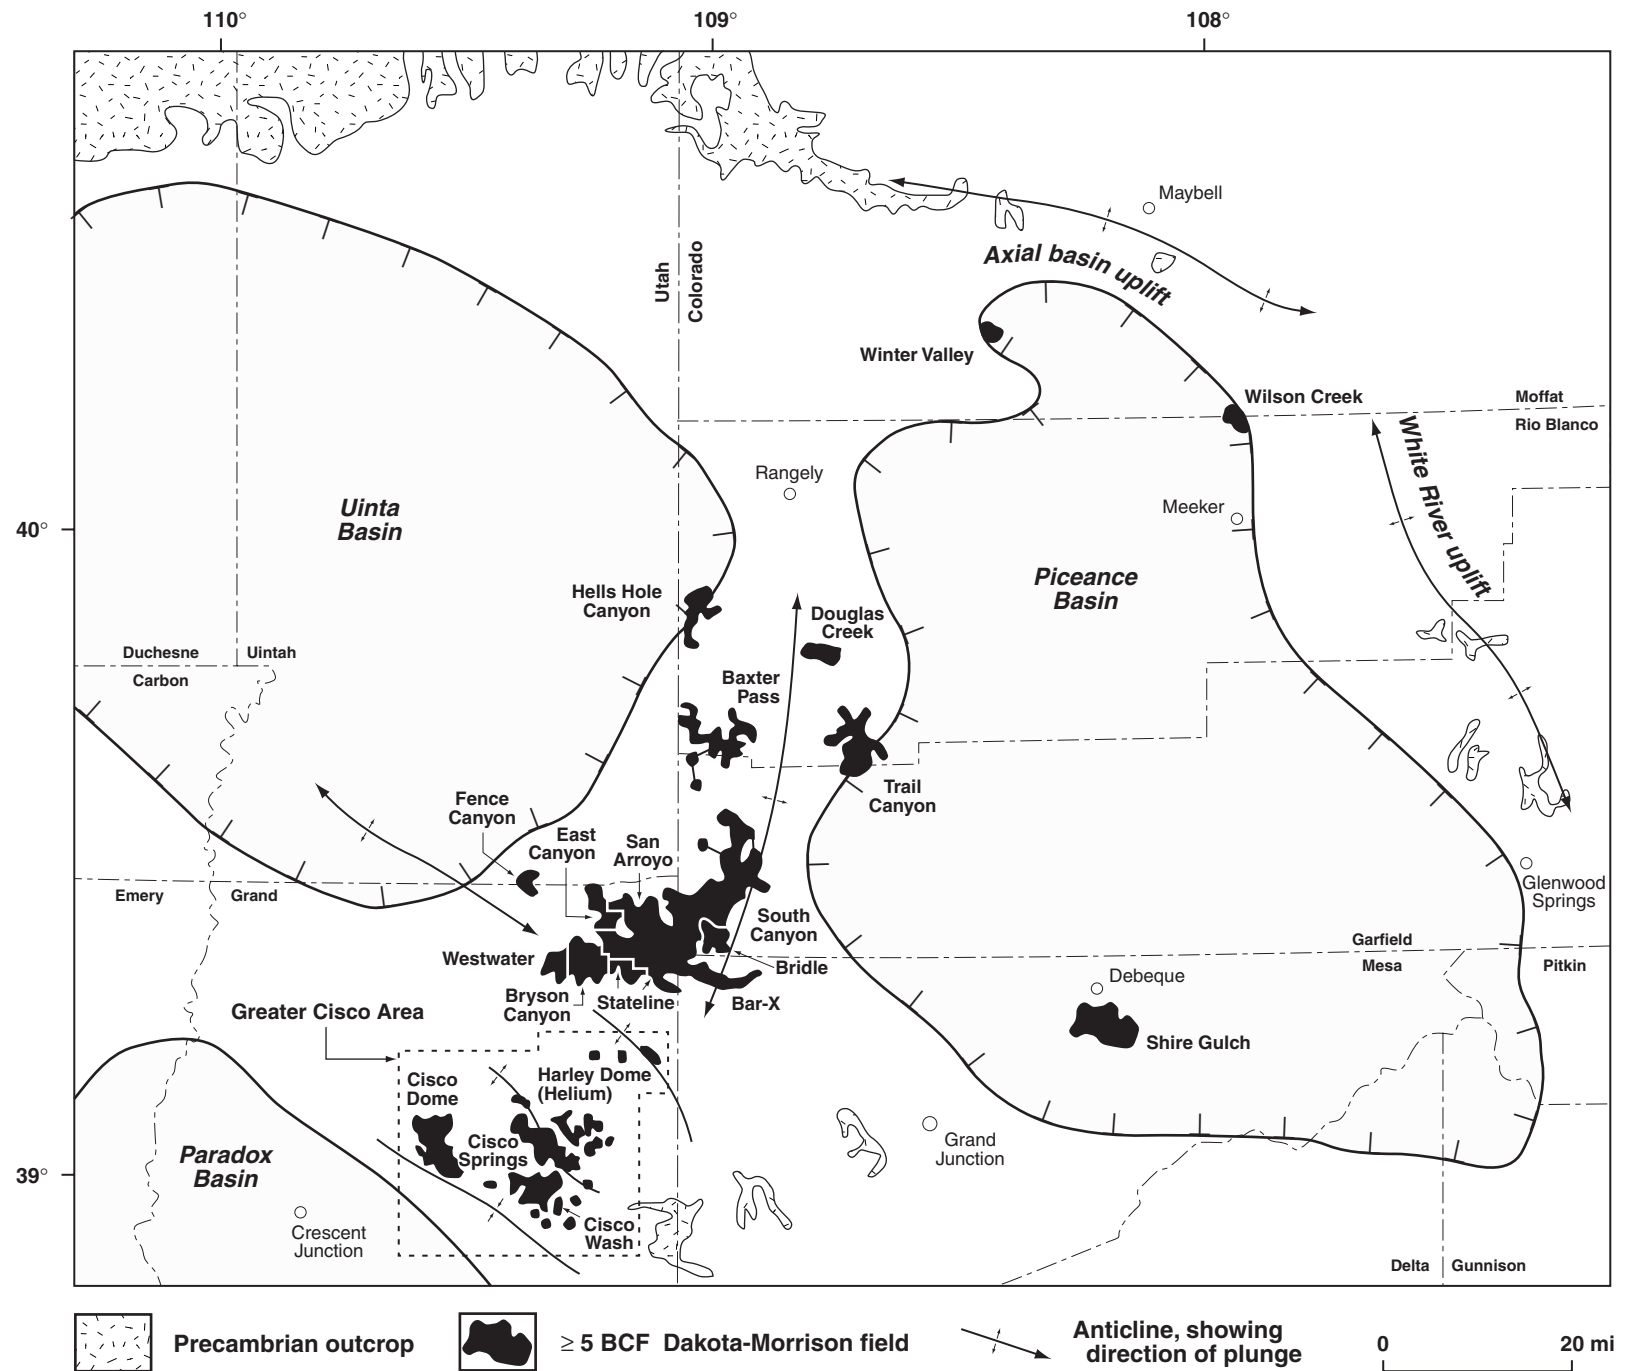 110°
109°
108°
Maybell
Axial basin uplift
Utah
Colorado
Winter Valley
Wilson Creek
Moffat
Rio Blanco
White River uplift
Rangely
Meeker
Uinta
Basin
40°
Piceance
Basin
Hells Hole
Canyon
Douglas
Creek
Duchesne
Uintah
Carbon
Baxter
Pass
Trail
Canyon
Fence
Canyon
East
Canyon
San
Arroyo
Emery
Grand
Glenwood
Springs
South
Canyon
Garfield
Mesa
Pitkin
Westwater
Bridle
Debeque
Bryson
Canyon
Stateline
Bar-X
Greater Cisco Area
Shire Gulch
Harley Dome
(Helium)
Cisco
Dome
Cisco
Springs
Grand
Junction
Paradox
Basin
39°
Crescent
Junction
Cisco
Wash
Delta
Gunnison
Precambrian outcrop
≥ 5 BCF Dakota-Morrison field
Anticline, showing
direction of plunge
0
20 mi